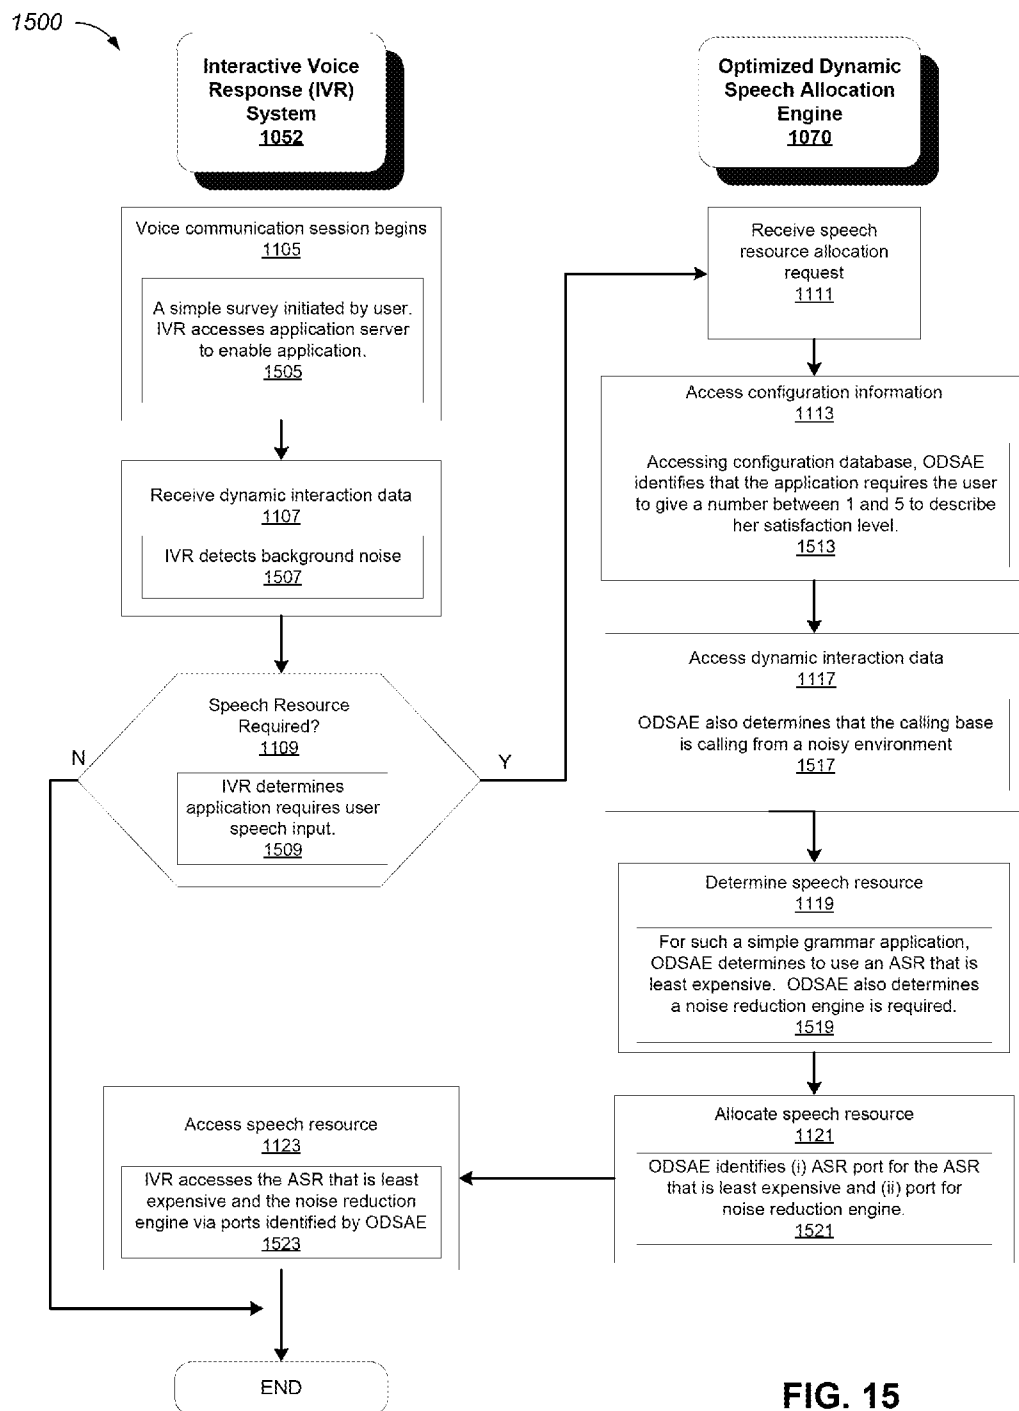 1500
Interactive Voice
Response (IVR)
System
1052
Optimized Dynamic
Speech Allocation
Engine
1070
Voice communication session begins
1105
A simple survey initiated by user.
IVR accesses application server
to enable application.
1505
Receive dynamic interaction data
1107
IVR detects background noise
1507
Speech Resource
Required?
1109
IVR determines
application requires user
speech input.
1509
N
Y
Receive speech
resource allocation
request
1111
Access configuration information
1113
Accessing configuration database, ODSAE
identifies that the application requires the user
to give a number between 1 and 5 to describe
her satisfaction level.
1513
Access dynamic interaction data
1117
ODSAE also determines that the calling base
is calling from a noisy environment
1517
Determine speech resource
1119
For such a simple grammar application,
ODSAE determines to use an ASR that is
least expensive. ODSAE also determines
a noise reduction engine is required.
1519
Allocate speech resource
1121
ODSAE identifies (i) ASR port for the ASR
that is least expensive and (ii) port for
noise reduction engine.
1521
Access speech resource
1123
IVR accesses the ASR that is least
expensive and the noise reduction
engine via ports identified by ODSAE
1523
END
FIG. 15